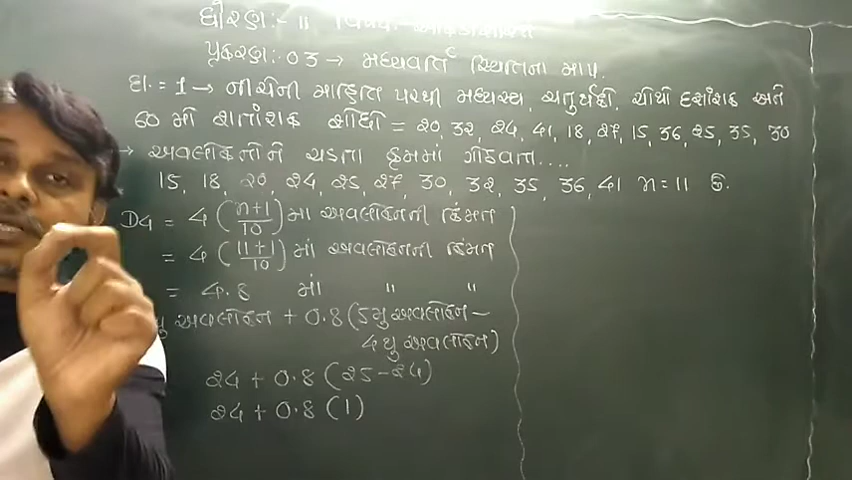 ધોરણ:- 11 વિષય: આંકડાશાસ્ત્ર
પ્રકરણ:- 03 → મધ્યવર્તી સ્થિતિના માપ.
દા. = 1 → નીચેની માહિતી પરથી મધ્યસ્થ, ચતુર્થકો, ચોથો દશાંશક અને
60 મો શતાંશક શોધો = 20, 32, 24, 41, 18, 27, 15, 36, 25, 35, 30
→ અવલોકનોને ચડતા ક્રમમાં ગોઠવતા....
15, 18, 20, 24, 25, 27, 30, 32, 35, 36, 41 n = 11 છે.
D4 = 4 (n+1/10) માં અવલોકનની કિંમત
= 4 (11+1/10) માં અવલોકનની કિંમત
= 4.8 માં " "
અવલોકન + 0.8 (5મુ અવલોકન -
4થુ અવલોકન)
24 + 0.8 (25-24)
24 + 0.8 (1)